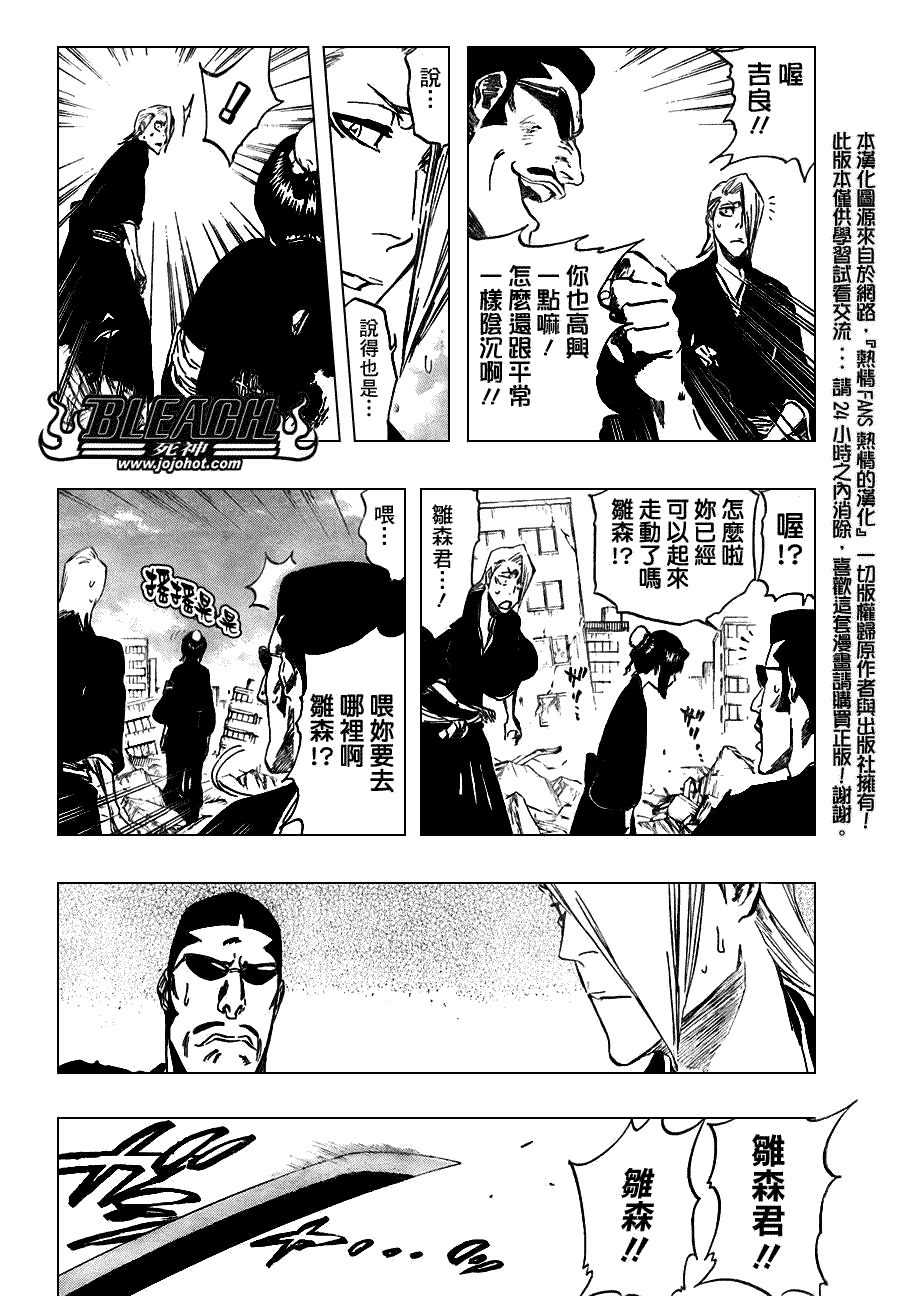 本漢化圖源來自於網路，『熱情FANS熱情的漢化』一切版權歸原作者與出版社擁有！
此版本僅供學習試看交流… 請24小時之內消除，喜歡這套漫畫請購買正版！謝謝。
喔
吉良!!
你也高興
一點嘛！
怎麼還跟平常
一樣陰沉啊!!
說…
說得也是…
!!
BLEACH
死神
www.jojohot.com
喔!?
怎麼啦
妳已經
可以起來
走動了嗎
雛森!?
雛森君…！
喂…
搖搖晃晃
喂妳要去
哪裡啊
雛森!?
雛森君!!
雛森!!